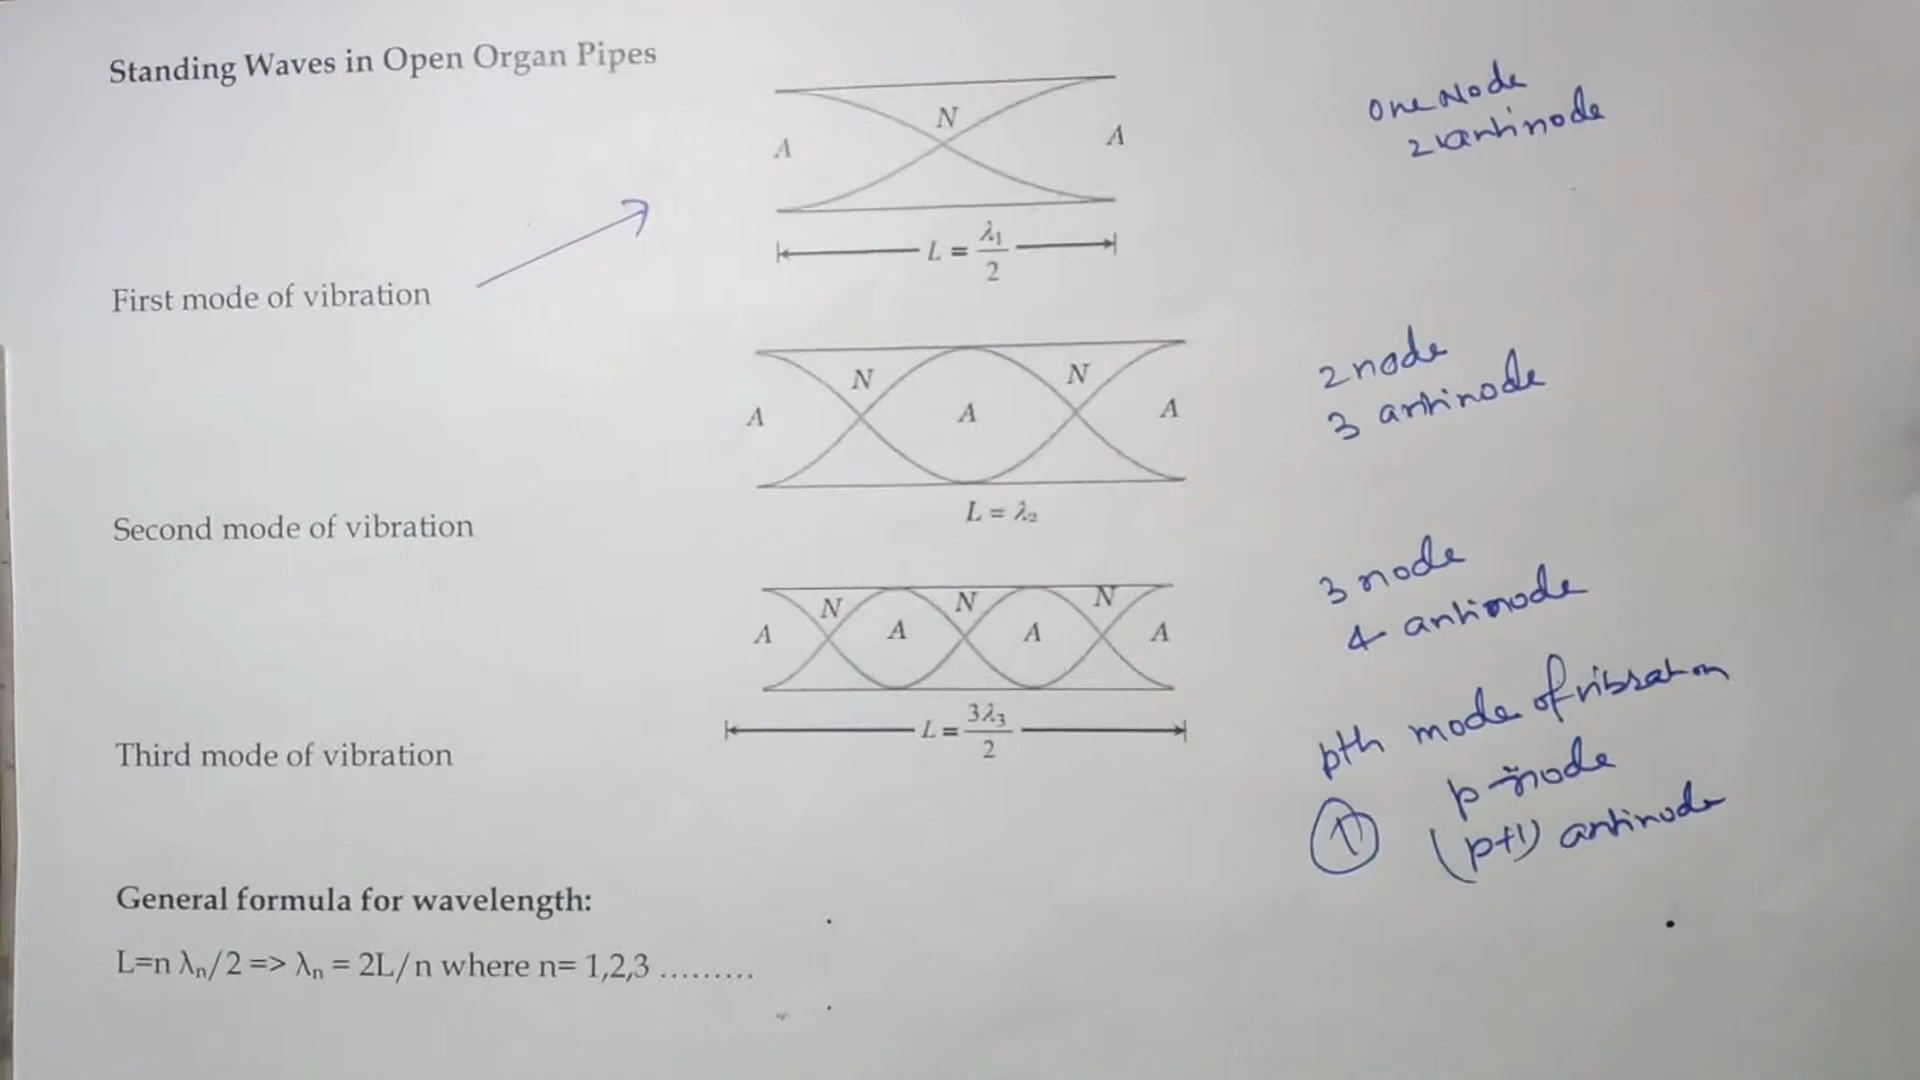 Standing Waves in Open Organ Pipes
One Node
2 antinode
N
A A
L = λ₁/2
First mode of vibration
2 node
3 antinode
N N
A A A
L = λ₂
Second mode of vibration
3 node
4 antinode
N N N
A A A A
L = 3λ₃/2
Third mode of vibration
pth mode of vibration
p-node
(p+1) antinode
General formula for wavelength:
L=n λₙ/2 => λₙ = 2L/n where n= 1,2,3 .........